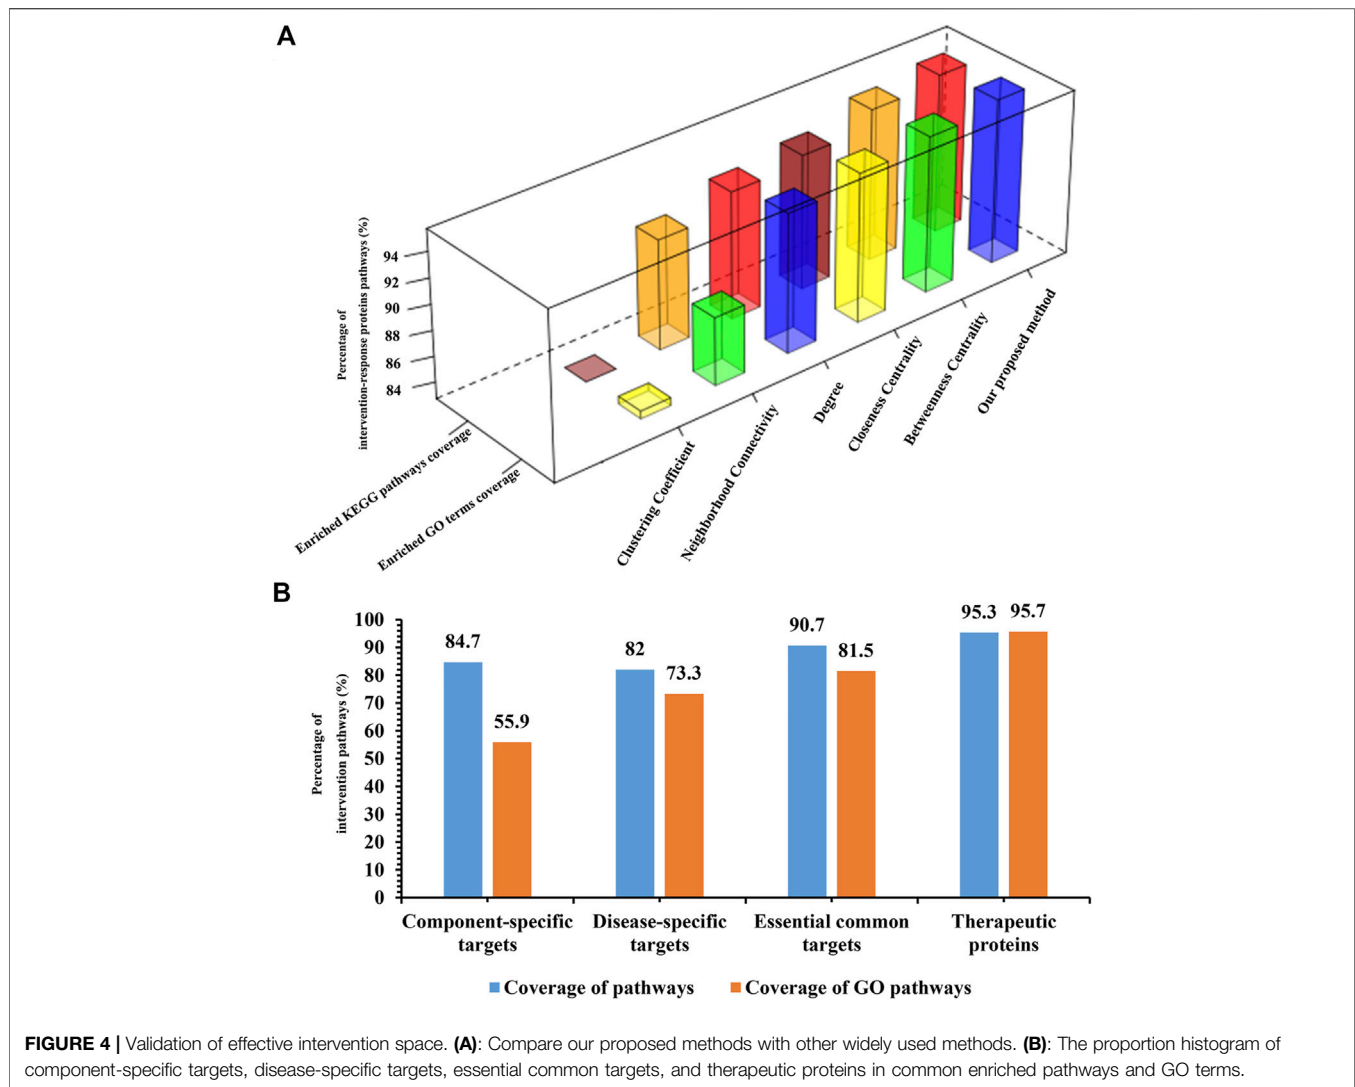 A
Percentage of
intervention-response proteins pathways (%)
94
92
90
88
86
84
Enriched KEGG pathways coverage
Enriched GO terms coverage
Clustering Coefficient
Neighborhood Connectivity
Degree
Closeness Centrality
Betweenness Centrality
Our proposed method
B
Percentage of
intervention pathways (%)
100
90
80
70
60
50
40
30
20
10
0
84.7
55.9
82
73.3
90.7
81.5
95.3
95.7
Component-specific
targets
Disease-specific
targets
Essential common
targets
Therapeutic
proteins
Coverage of pathways
Coverage of GO pathways
FIGURE 4 | Validation of effective intervention space. (A): Compare our proposed methods with other widely used methods. (B): The proportion histogram of
component-specific targets, disease-specific targets, essential common targets, and therapeutic proteins in common enriched pathways and GO terms.